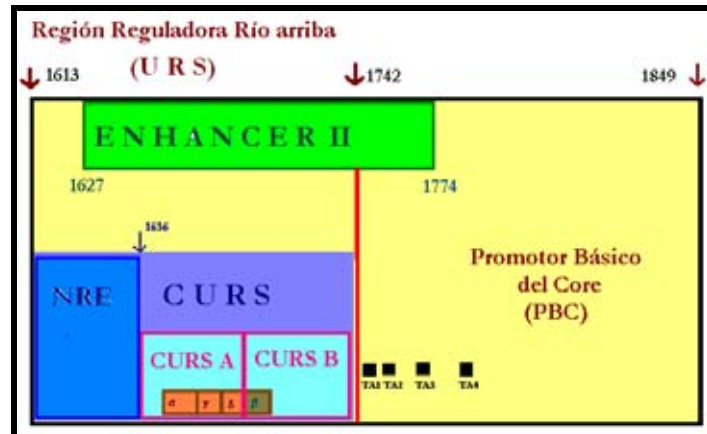 Región Reguladora Río arriba
(U R S)
1613
1742
1849
ENHANCER II
1627
1774
1636
NRE
CURS
Promotor Básico
del Core
(PBC)
CURS A
CURS B
TA1 TA2 TA3 TA4
α γ δ β